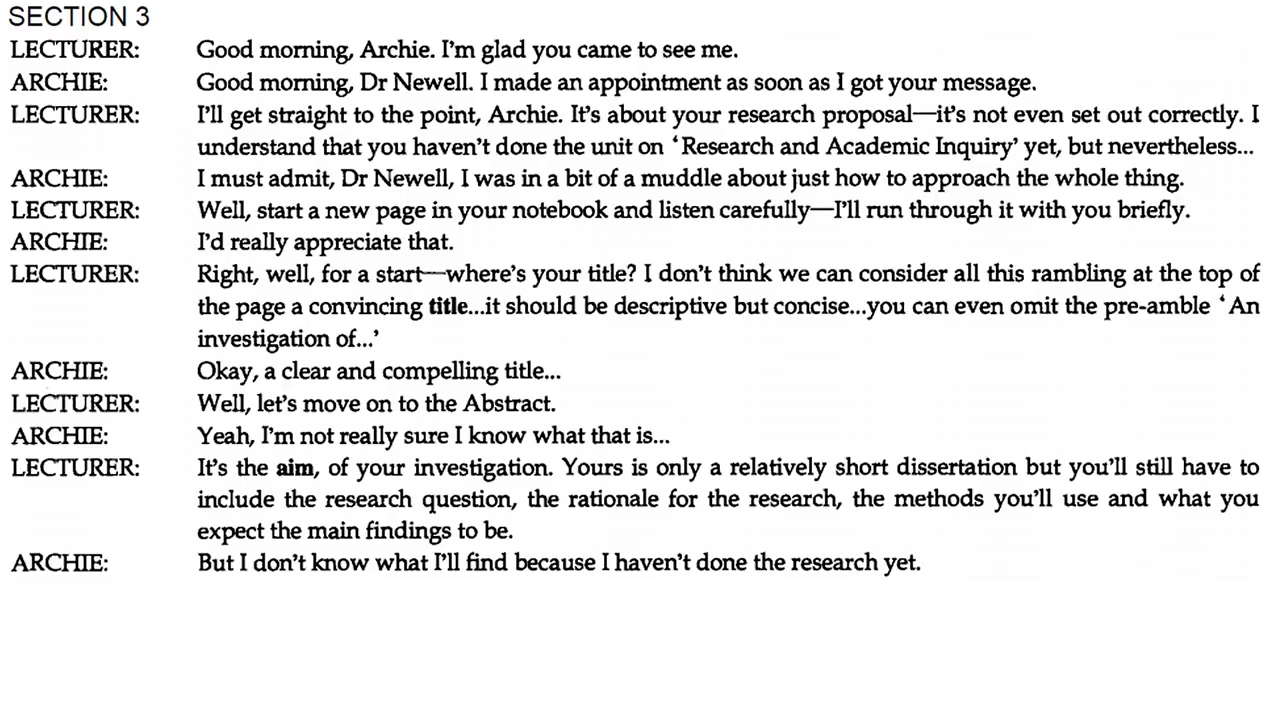 SECTION 3
LECTURER: Good morning, Archie. I'm glad you came to see me.
ARCHIE: Good morning, Dr Newell. I made an appointment as soon as I got your message.
LECTURER: I'll get straight to the point, Archie. It's about your research proposal—it's not even set out correctly. I
understand that you haven't done the unit on ‘Research and Academic Inquiry’ yet, but nevertheless...
ARCHIE: I must admit, Dr Newell, I was in a bit of a muddle about just how to approach the whole thing.
LECTURER: Well, start a new page in your notebook and listen carefully—I'll run through it with you briefly.
ARCHIE: I'd really appreciate that.
LECTURER: Right, well, for a start—where's your title? I don't think we can consider all this rambling at the top of
the page a convincing title...it should be descriptive but concise...you can even omit the pre-amble ‘An
investigation of...’
ARCHIE: Okay, a clear and compelling title...
LECTURER: Well, let's move on to the Abstract.
ARCHIE: Yeah, I'm not really sure I know what that is...
LECTURER: It's the aim, of your investigation. Yours is only a relatively short dissertation but you'll still have to
include the research question, the rationale for the research, the methods you'll use and what you
expect the main findings to be.
ARCHIE: But I don't know what I'll find because I haven't done the research yet.